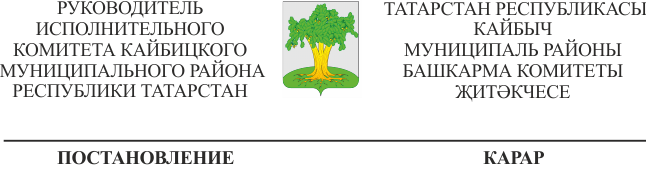 РУКОВОДИТЕЛЬ
ИСПОЛНИТЕЛЬНОГО
КОМИТЕТА КАЙБИЦКОГО
МУНИЦИПАЛЬНОГО РАЙОНА
РЕСПУБЛИКИ ТАТАРСТАН
ТАТАРСТАН РЕСПУБЛИКАСЫ
КАЙБЫЧ
МУНИЦИПАЛЬ РАЙОНЫ
БАШКАРМА КОМИТЕТЫ
ҖИТӘКЧЕСЕ
ПОСТАНОВЛЕНИЕ
КАРАР